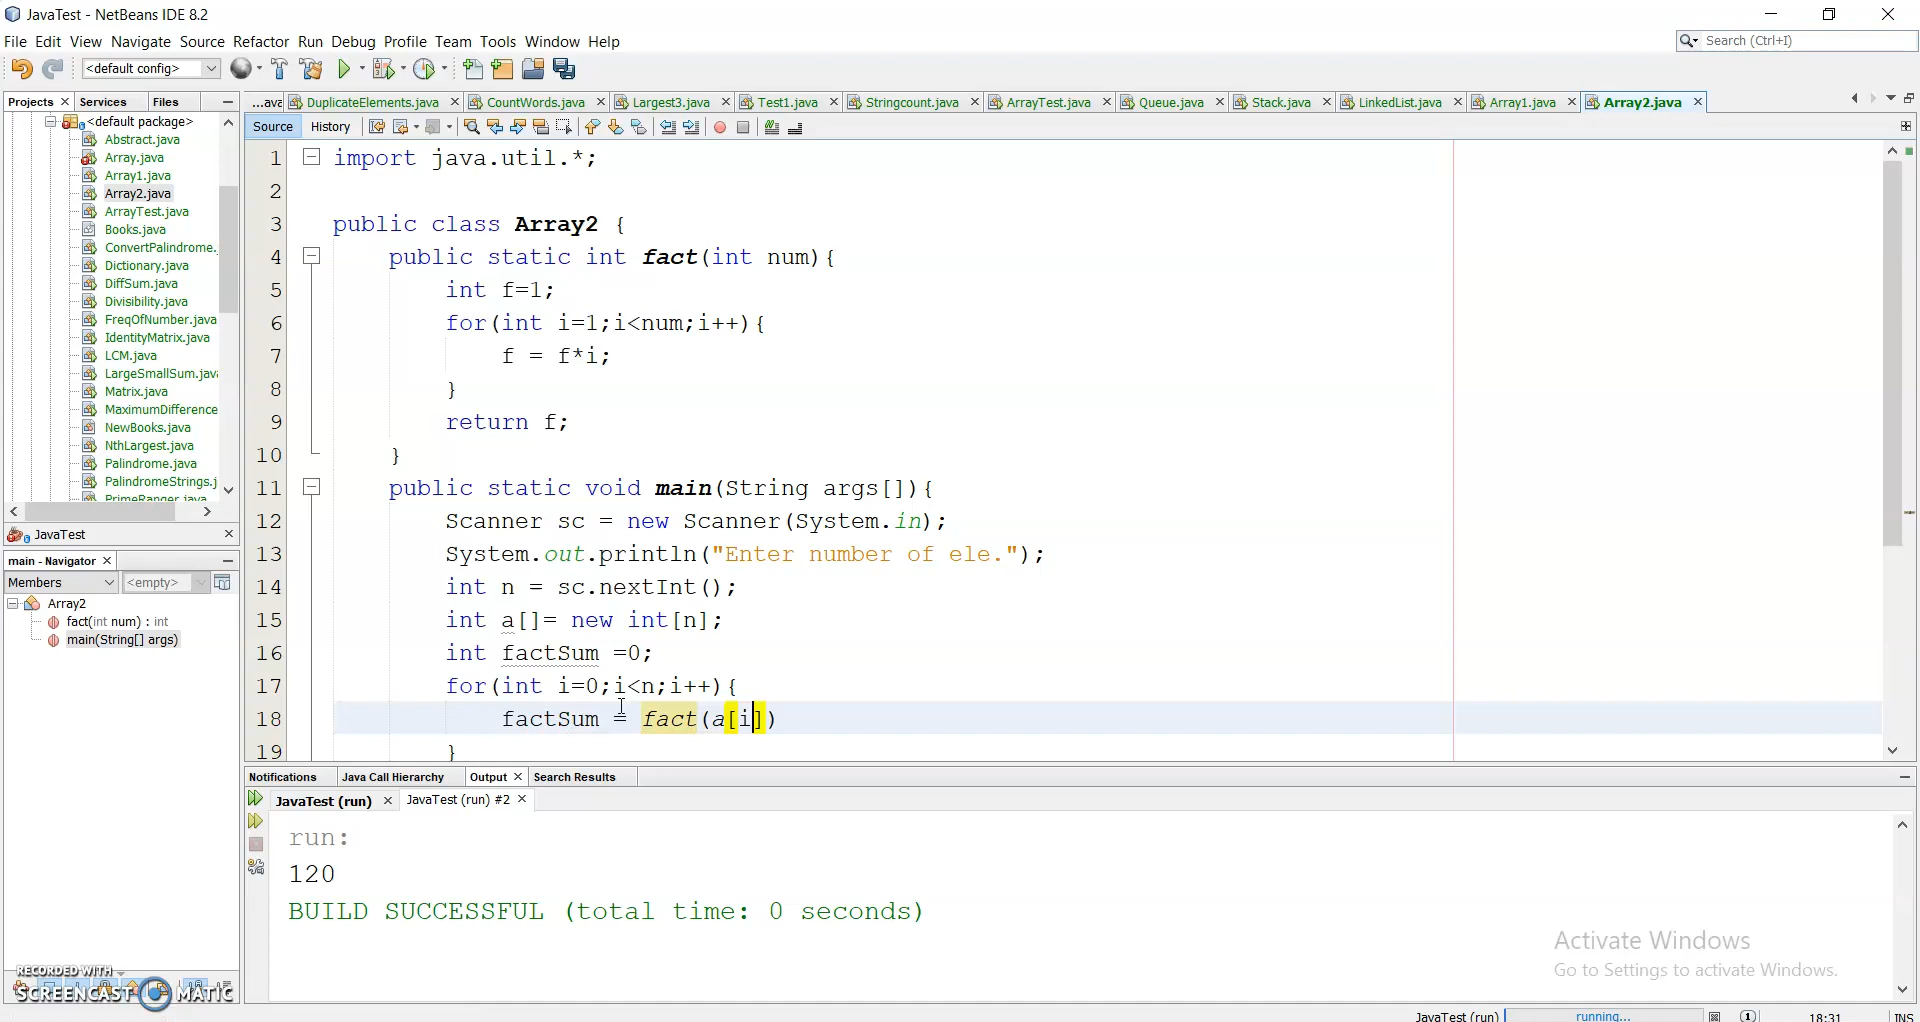 JavaTest - NetBeans IDE 8.2
File Edit View Navigate Source Refactor Run Debug Profile Team Tools Window Help
Search (Ctrl+I)
<default config>
Projects Services Files
...ava DuplicateElements.java CountWords.java Largest3.java Test1.java Stringcount.java ArrayTest.java Queue.java Stack.java LinkedList.java Array1.java Array2.java
Source History
<default package>
Abstract.java
Array.java
Array1.java
Array2.java
ArrayTest.java
Books.java
ConvertPalindrome.
Dictionary.java
DiffSum.java
Divisibility.java
FreqOfNumber.java
IdentityMatrix.java
LCM.java
LargeSmallSum.java
Matrix.java
MaximumDifference
NewBooks.java
NthLargest.java
Palindrome.java
PalindromeStrings.j
PrimeRanger.java
JavaTest
main - Navigator
Members <empty>
Array2
fact(int num) : int
main(String[] args)
1 import java.util.*;
2
3 public class Array2 {
4 public static int fact(int num){
5 int f=1;
6 for(int i=1;i<num;i++){
7 f = f*i;
8 }
9 return f;
10 }
11 public static void main(String args[]){
12 Scanner sc = new Scanner(System.in);
13 System.out.println("Enter number of ele.");
14 int n = sc.nextInt();
15 int a[]= new int[n];
16 int factSum =0;
17 for(int i=0;i<n;i++){
18 factSum = fact(a[i])
19 }
Notifications Java Call Hierarchy Output Search Results
JavaTest (run) JavaTest (run) #2
run:
120
BUILD SUCCESSFUL (total time: 0 seconds)
Activate Windows
Go to Settings to activate Windows.
RECORDED WITH
SCREENCAST MATIC
JavaTest (run) running... 1 18:31 INS